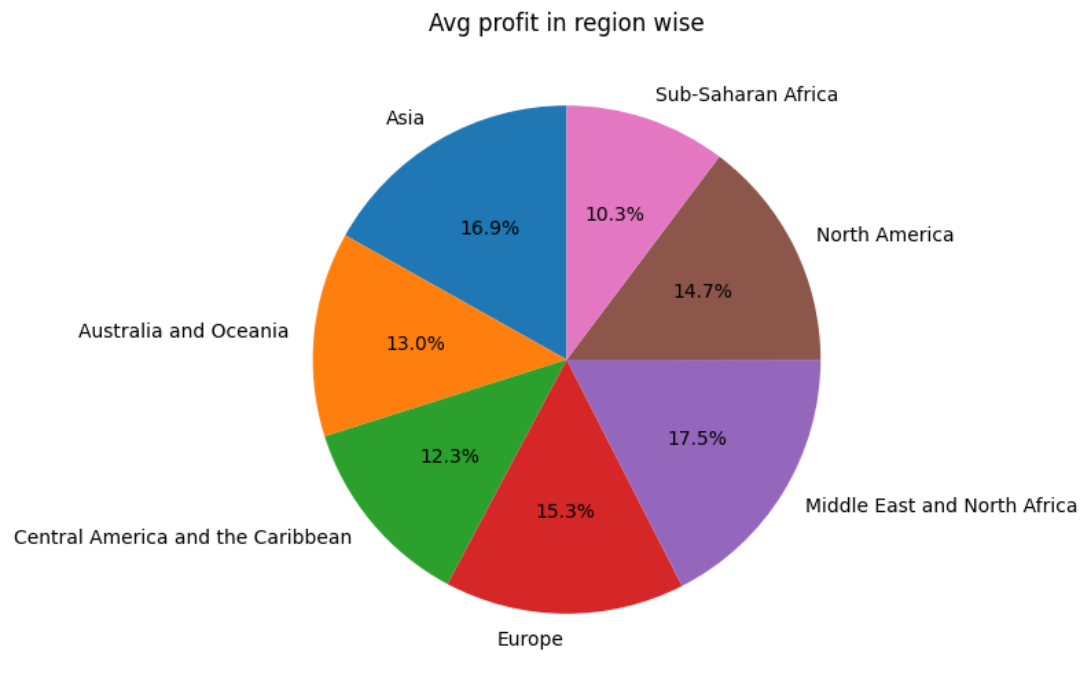 Avg profit in region wise
Sub-Saharan Africa
Asia
10.3%
16.9%
North America
14.7%
Australia and Oceania
13.0%
17.5%
12.3%
Middle East and North Africa
15.3%
Central America and the Caribbean
Europe